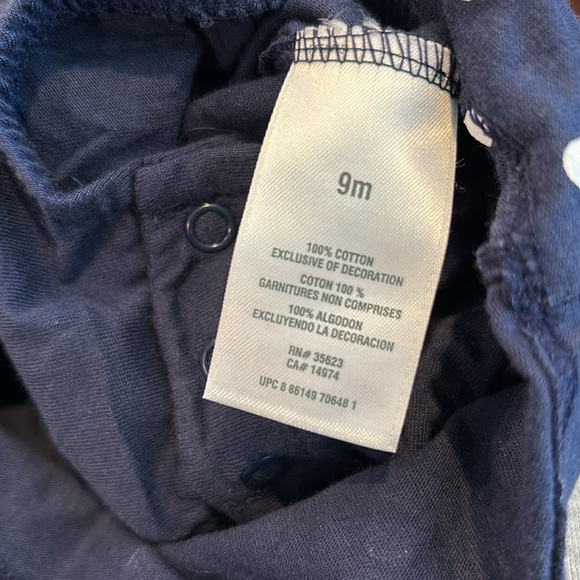 9m
100% COTTON
EXCLUSIVE OF DECORATION
COTON 100 %
GARNITURES NON COMPRISES
100% ALGODON
EXCLUYENDO LA DECORACION
RN# 35623
CA# 14974
UPC 8 86149 70648 1